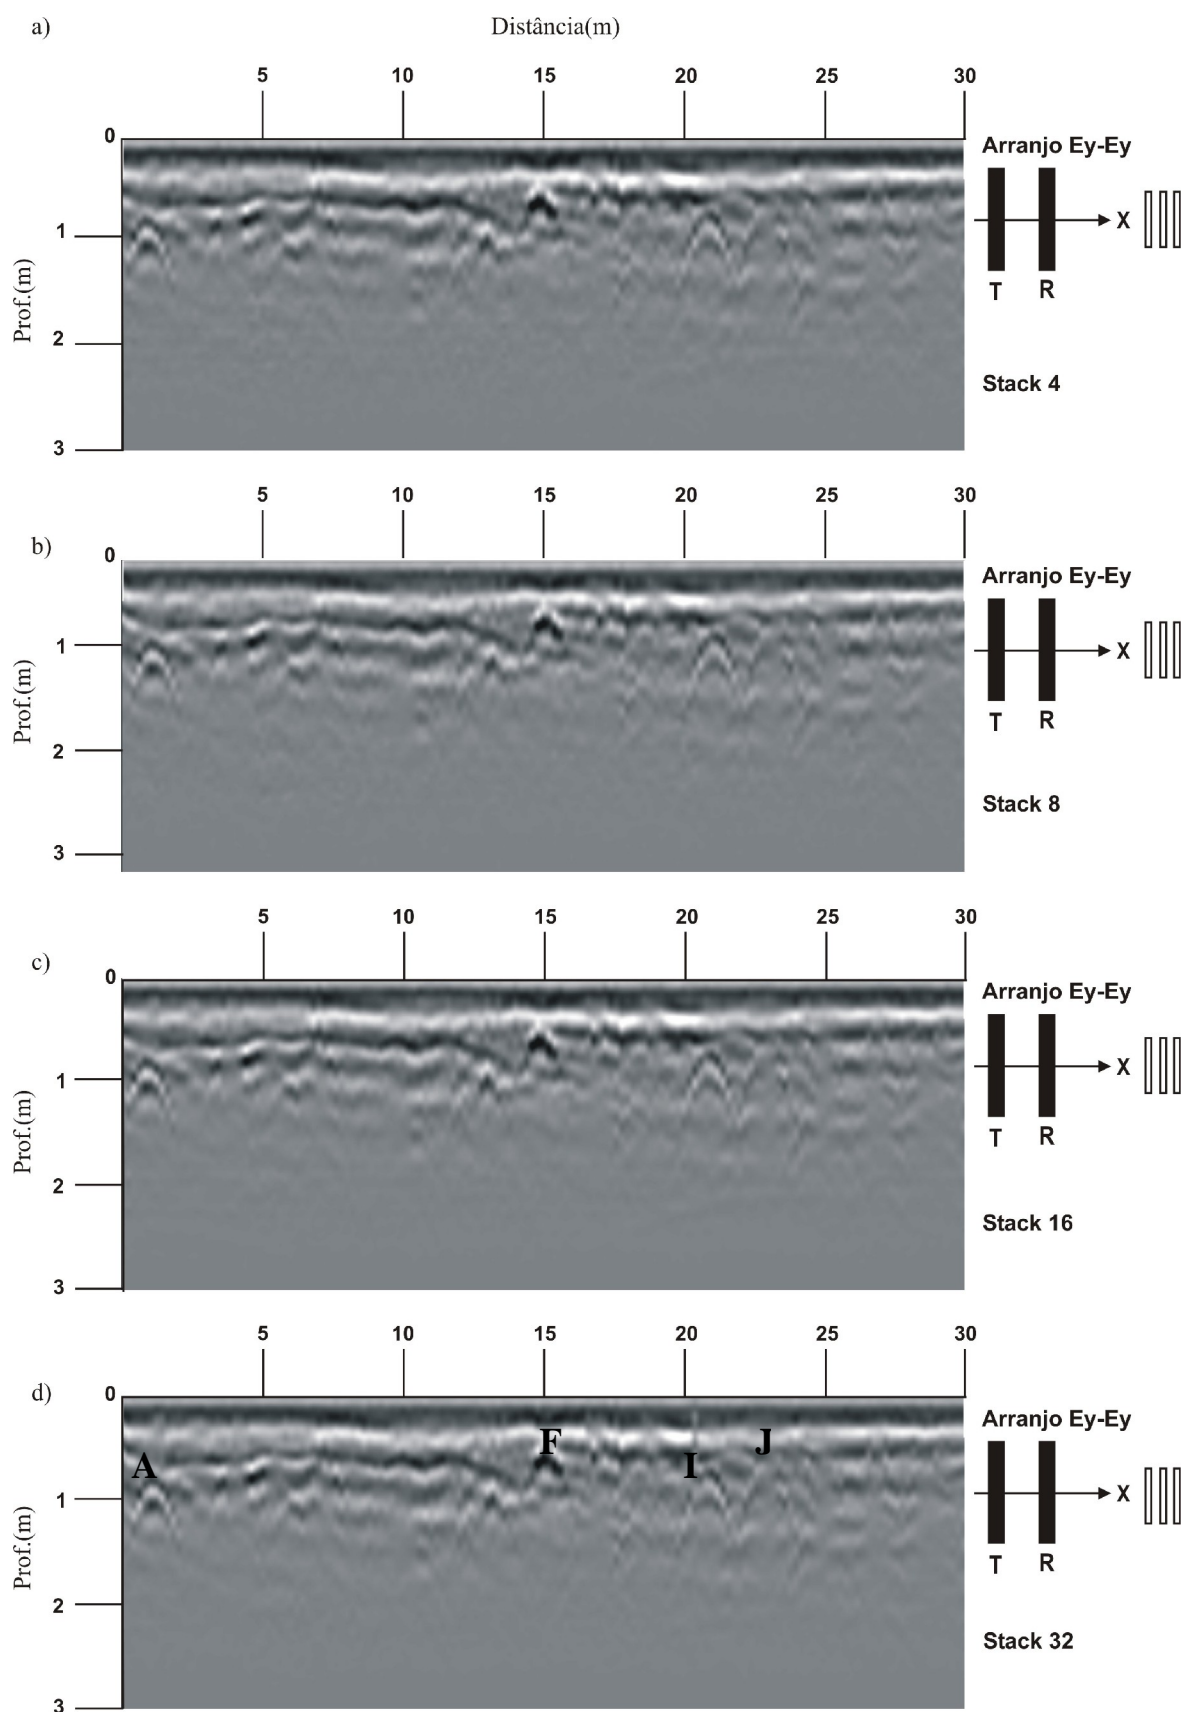 a)
Distância(m)
5 10 15 20 25 30
0
1
2
3
Prof.(m)
Arranjo Ey-Ey
X
T R
Stack 4
b)
5 10 15 20 25 30
0
1
2
3
Prof.(m)
Arranjo Ey-Ey
X
T R
Stack 8
c)
5 10 15 20 25 30
0
1
2
3
Prof.(m)
Arranjo Ey-Ey
X
T R
Stack 16
d)
5 10 15 20 25 30
0
1
2
3
Prof.(m)
A F I J
Arranjo Ey-Ey
X
T R
Stack 32